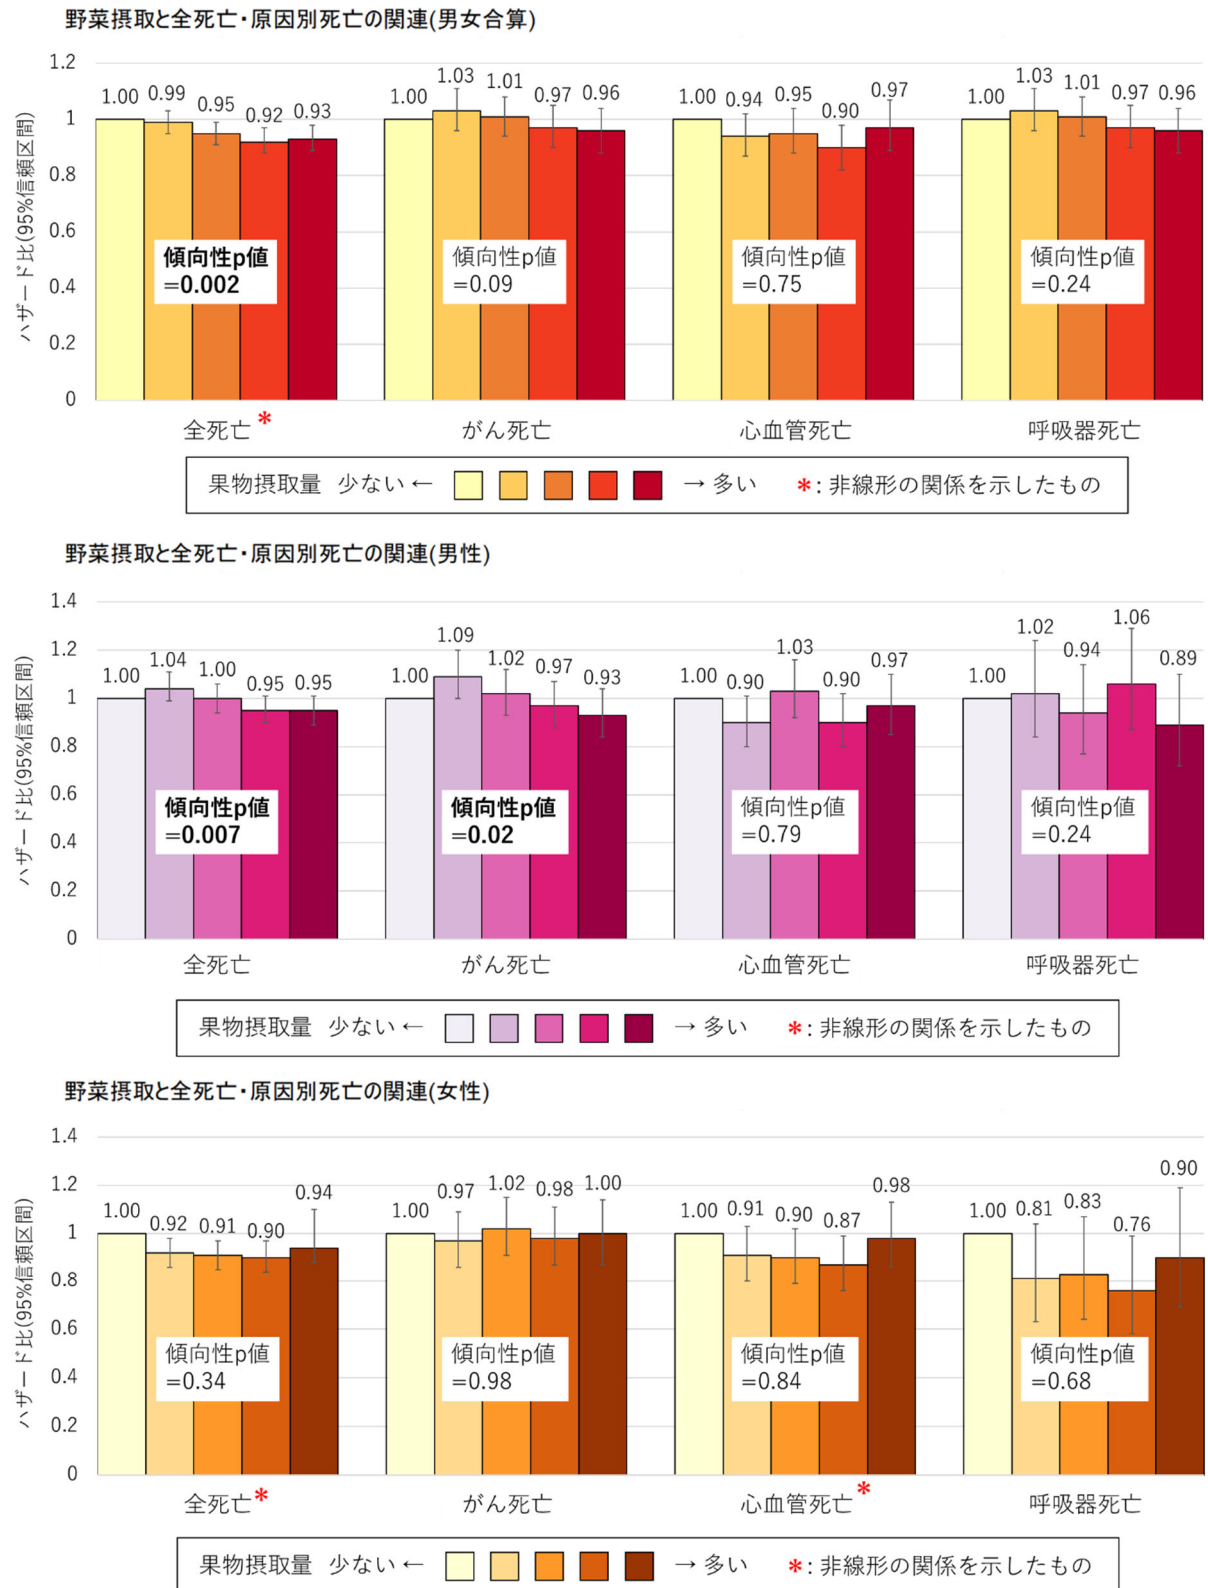 野菜摂取と全死亡・原因別死亡の関連(男女合算)
ハザード比(95%信頼区間)
1.2
1
0.8
0.6
0.4
0.2
0
1.00 0.99 0.95 0.92 0.93
1.00 1.03 1.01 0.97 0.96
1.00 0.94 0.95 0.90 0.97
1.00 1.03 1.01 0.97 0.96
傾向性p値
=0.002
傾向性p値
=0.09
傾向性p値
=0.75
傾向性p値
=0.24
全死亡* がん死亡 心血管死亡 呼吸器死亡
果物摂取量 少ない ← → 多い *: 非線形の関係を示したもの
野菜摂取と全死亡・原因別死亡の関連(男性)
ハザード比(95%信頼区間)
1.4
1.2
1
0.8
0.6
0.4
0.2
0
1.00 1.04 1.00 0.95 0.95
1.00 1.09 1.02 0.97 0.93
1.00 0.90 1.03 0.90 0.97
1.00 1.02 0.94 1.06 0.89
傾向性p値
=0.007
傾向性p値
=0.02
傾向性p値
=0.79
傾向性p値
=0.24
全死亡 がん死亡 心血管死亡 呼吸器死亡
果物摂取量 少ない ← → 多い *: 非線形の関係を示したもの
野菜摂取と全死亡・原因別死亡の関連(女性)
ハザード比(95%信頼区間)
1.4
1.2
1
0.8
0.6
0.4
0.2
0
1.00 0.92 0.91 0.90 0.94
1.00 0.97 1.02 0.98 1.00
1.00 0.91 0.90 0.87 0.98
1.00 0.81 0.83 0.76 0.90
傾向性p値
=0.34
傾向性p値
=0.98
傾向性p値
=0.84
傾向性p値
=0.68
全死亡* がん死亡 心血管死亡* 呼吸器死亡
果物摂取量 少ない ← → 多い *: 非線形の関係を示したもの